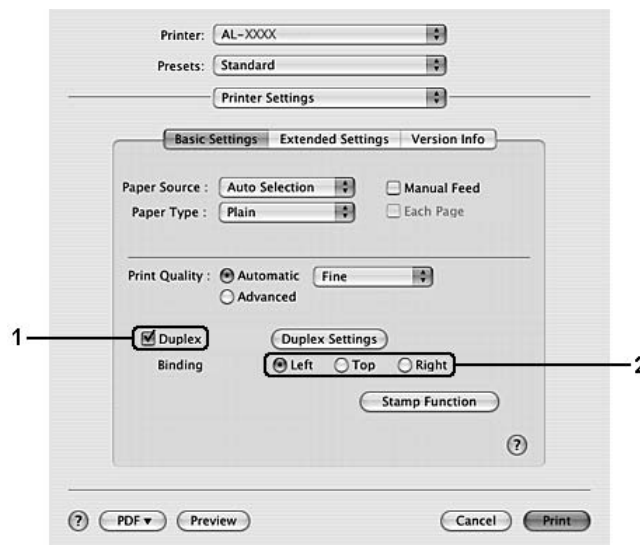 Printer: AL-XXXX
Presets: Standard
Printer Settings
Basic Settings Extended Settings Version Info
Paper Source : Auto Selection Manual Feed
Paper Type : Plain Each Page
Print Quality : Automatic Fine
Advanced
1 Duplex Duplex Settings
Binding Left Top Right 2
Stamp Function
?
? PDF ▼ Preview Cancel Print